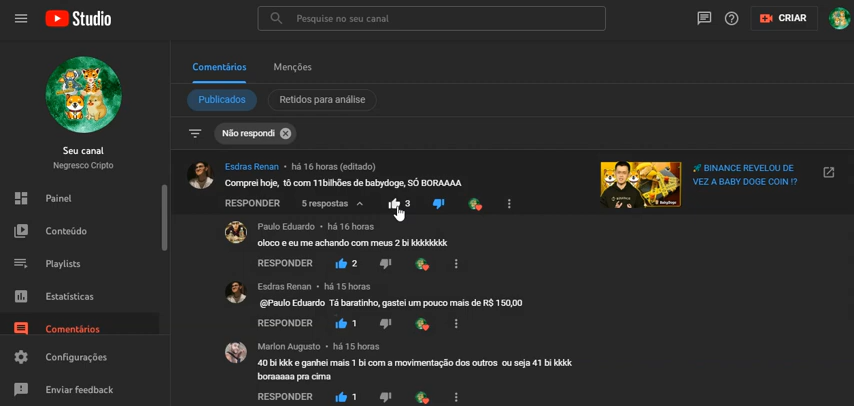 Studio
Pesquise no seu canal
CRIAR
Comentários
Menções
Publicados
Retidos para análise
Não respondi
Seu canal
Negresco Cripto
Painel
Conteúdo
Playlists
Estatísticas
Comentários
Configurações
Enviar feedback
Esdras Renan • há 16 horas (editado)
Comprei hoje, tô com 11bilhões de babydoge, SÓ BORAAAA
RESPONDER 5 respostas 3
🚀 BINANCE REVELOU DE
VEZ A BABY DOGE COIN !?
Paulo Eduardo • há 16 horas
oloco e eu me achando com meus 2 bi kkkkkkkk
RESPONDER 2
Esdras Renan • há 15 horas
@Paulo Eduardo Tá baratinho, gastei um pouco mais de R$ 150,00
RESPONDER 1
Marlon Augusto • há 15 horas
40 bi kkk e ganhei mais 1 bi com a movimentação dos outros ou seja 41 bi kkkk
boraaaaa pra cima
RESPONDER 1